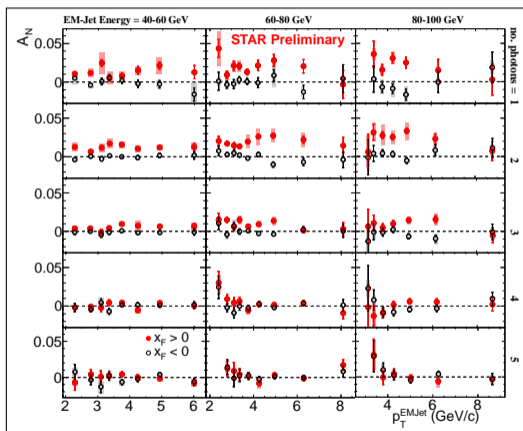 EM-Jet Energy = 40-60 GeV 60-80 GeV 80-100 GeV
A_N
STAR Preliminary
no. photons = 1
0.05
0
2
0.05
0
3
0.05
0
4
0.05
0
5
0.05
0
x_F > 0
x_F < 0
2 3 4 5 6 2 4 6 8 4 6 8
p_T^EMJet (GeV/c)